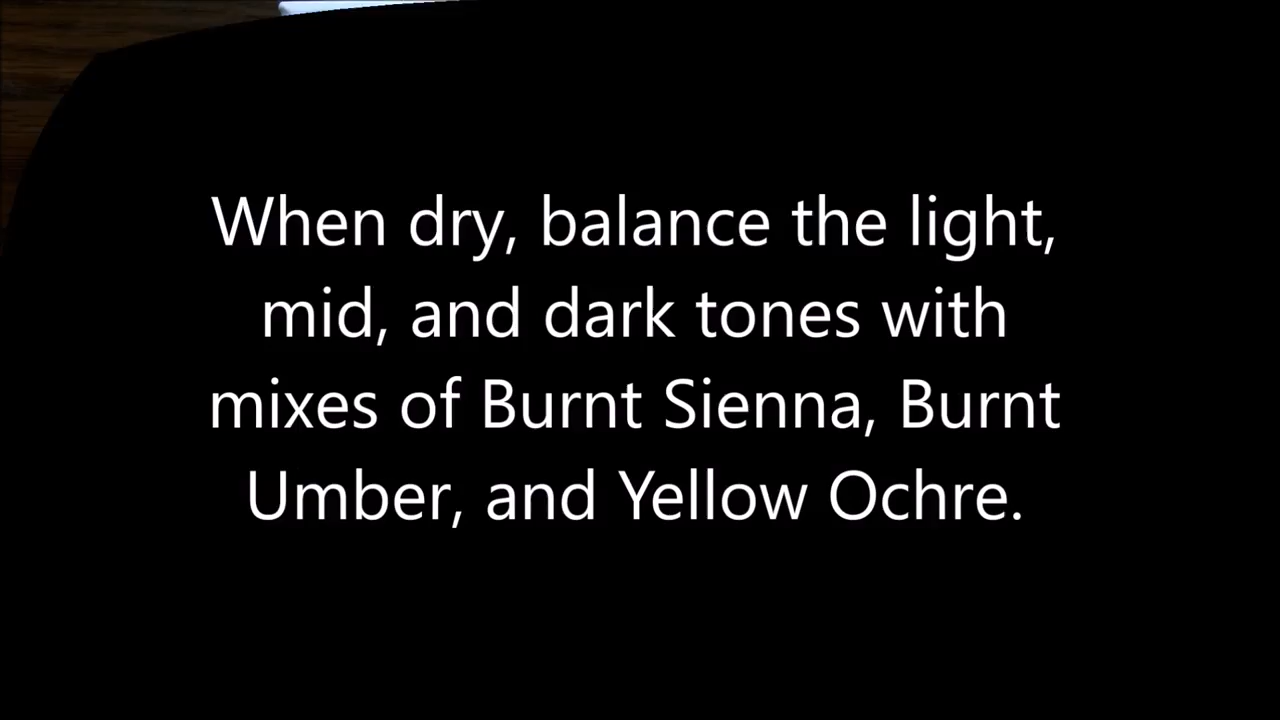 When dry, balance the light,
mid, and dark tones with
mixes of Burnt Sienna, Burnt
Umber, and Yellow Ochre.